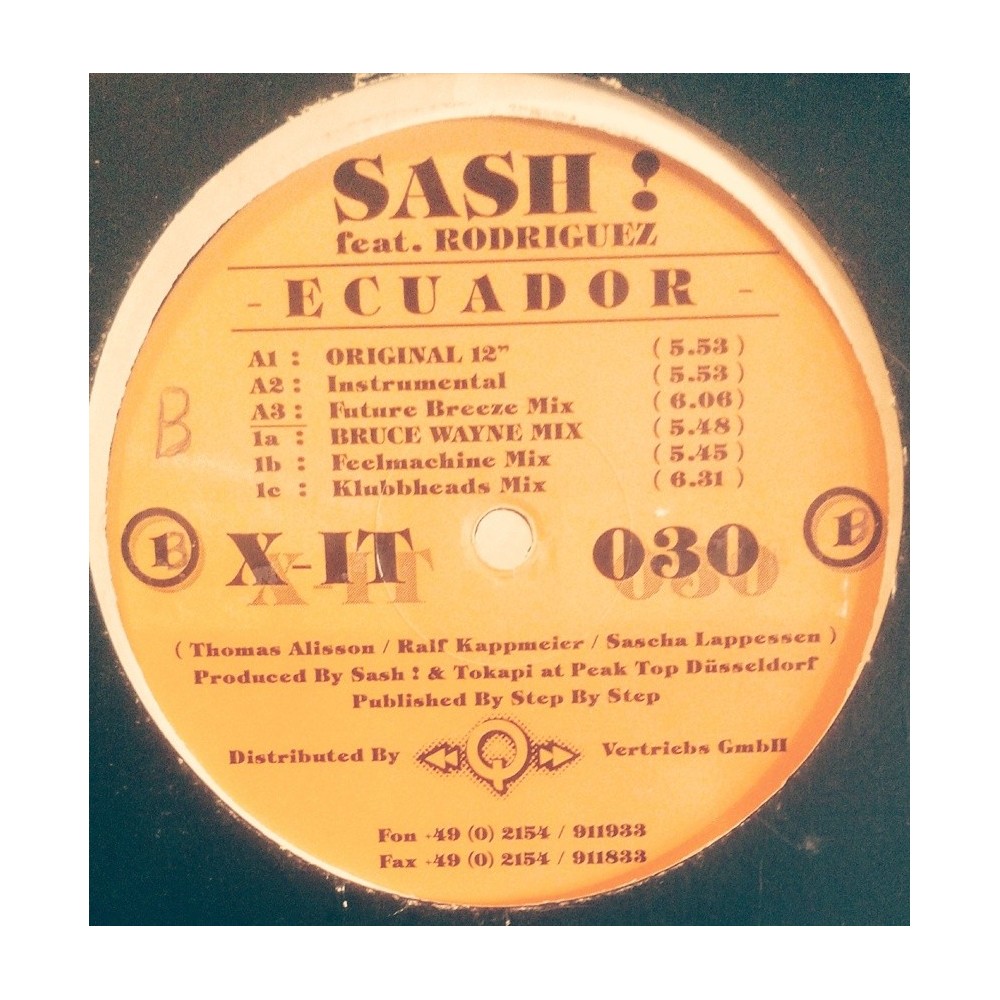 SASH !
feat. RODRIGUEZ
- ECUADOR -
A1 : ORIGINAL 12" ( 5.53 )
A2 : Instrumental ( 5.53 )
A3 : Future Breeze Mix ( 6.06 )
1a : BRUCE WAYNE MIX ( 5.48 )
1b : Feelmachine Mix ( 5.45 )
1c : Klubbheads Mix ( 6.31 )
B
1 B X-IT 030 1 B
( Thomas Alisson / Ralf Kappmeier / Sascha Lappessen )
Produced By Sash ! & Tokapi at Peak Top Düsseldorf
Published By Step By Step
Distributed By Q Vertriebs GmbH
Fon +49 (0) 2154 / 911933
Fax +49 (0) 2154 / 911833